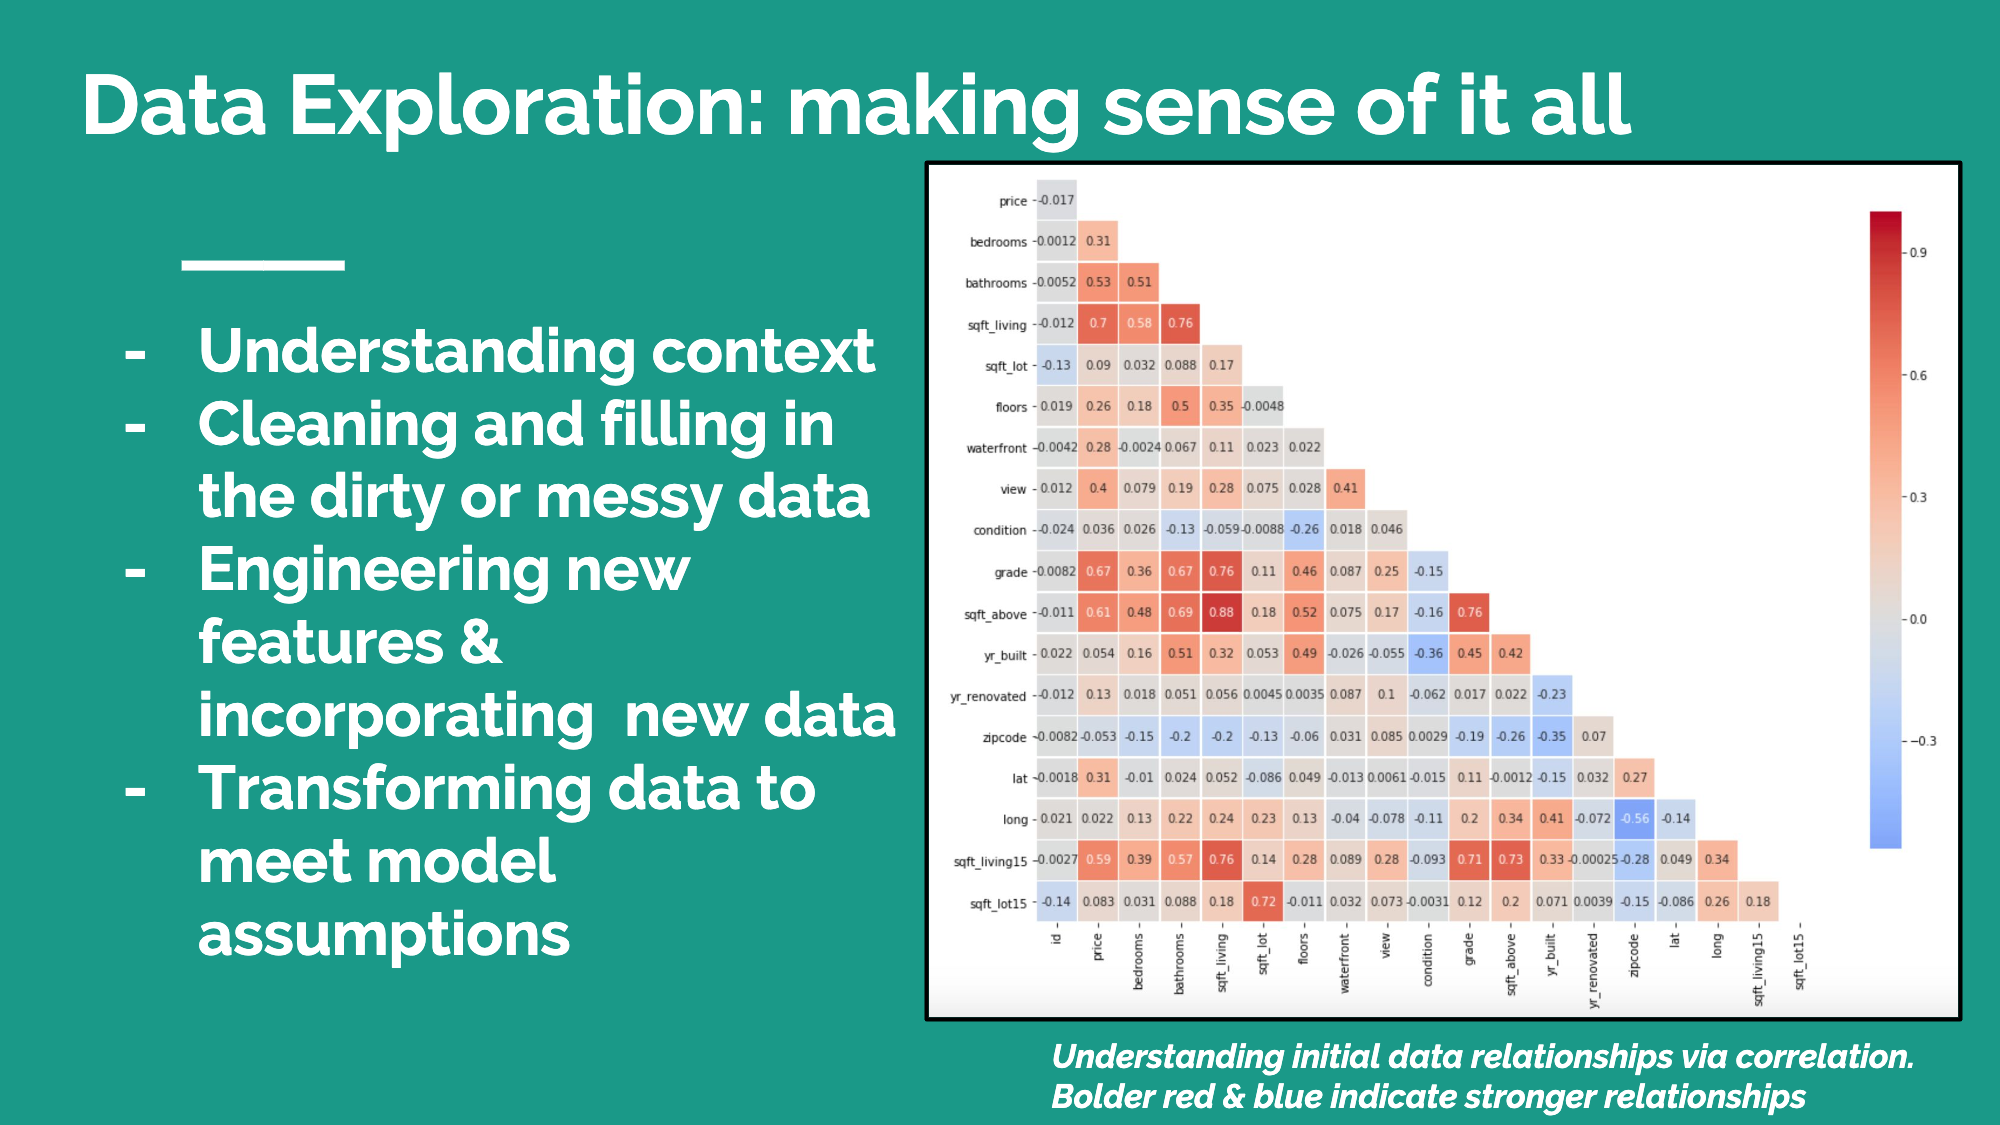 Data Exploration: making sense of it all
- Understanding context
- Cleaning and filling in
the dirty or messy data
- Engineering new
features &
incorporating  new data
- Transforming data to
meet model
assumptions
price -0.017
bedrooms -0.0012 0.31
bathrooms -0.0052 0.53 0.51
sqft_living -0.012 0.7 0.58 0.76
sqft_lot -0.13 0.09 0.032 0.088 0.17
floors 0.019 0.26 0.18 0.5 0.35 -0.0048
waterfront -0.0042 0.28 -0.0024 0.067 0.11 0.023 0.022
view 0.012 0.4 0.079 0.19 0.28 0.075 0.028 0.41
condition -0.024 0.036 0.026 -0.13 -0.059 -0.0088 -0.26 0.018 0.046
grade 0.0082 0.67 0.36 0.67 0.76 0.11 0.46 0.087 0.25 -0.15
sqft_above -0.011 0.61 0.48 0.69 0.88 0.18 0.52 0.075 0.17 -0.16 0.76
yr_built 0.022 0.054 0.16 0.51 0.32 0.053 0.49 -0.026 -0.055 -0.36 0.45 0.42
yr_renovated -0.012 0.13 0.018 0.051 0.056 0.0045 0.0035 0.087 0.1 -0.062 0.017 0.022 -0.23
zipcode -0.0082 -0.053 -0.15 -0.2 -0.2 -0.13 -0.06 0.031 0.085 0.0029 -0.19 -0.26 -0.35 0.07
lat -0.0018 0.31 -0.01 0.024 0.052 -0.086 0.049 -0.013 0.0061 -0.015 0.11 -0.0012 -0.15 0.032 0.27
long 0.021 0.022 0.13 0.22 0.24 0.23 0.13 -0.04 -0.078 -0.11 0.2 0.34 0.41 -0.072 -0.56 -0.14
sqft_living15 -0.0027 0.59 0.39 0.57 0.76 0.14 0.28 0.089 0.28 -0.093 0.71 0.73 0.33 -0.00025 -0.28 0.049 0.34
sqft_lot15 -0.14 0.083 0.031 0.088 0.18 0.72 -0.011 0.032 0.073 -0.0031 0.12 0.2 0.071 0.0039 -0.15 -0.086 0.26 0.18
id price bedrooms bathrooms sqft_living sqft_lot floors waterfront view condition grade sqft_above yr_built yr_renovated zipcode lat long sqft_living15 sqft_lot15
0.9
0.6
0.3
0.0
−0.3
Understanding initial data relationships via correlation.
Bolder red & blue indicate stronger relationships